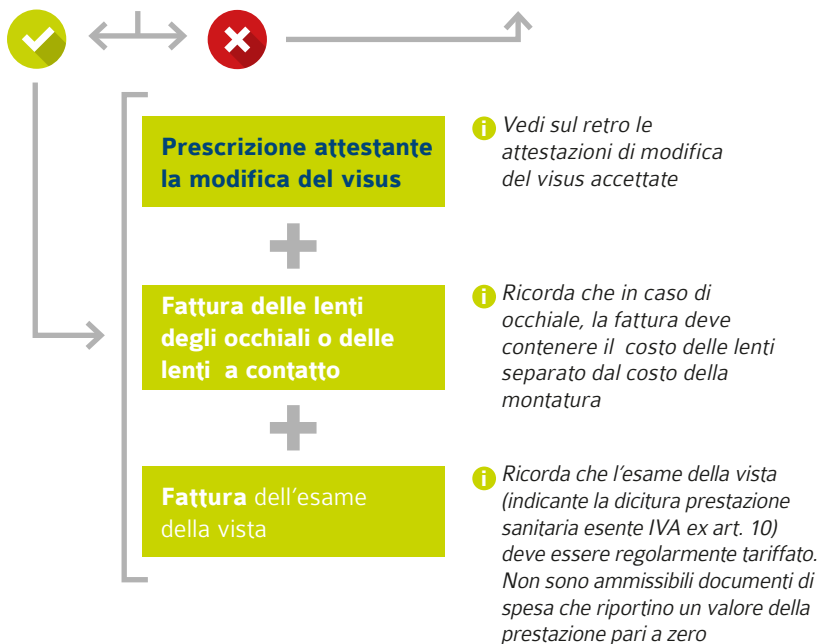 Prescrizione attestante
la modifica del visus
i Vedi sul retro le
attestazioni di modifica
del visus accettate
Fattura delle lenti
degli occhiali o delle
lenti a contatto
i Ricorda che in caso di
occhiale, la fattura deve
contenere il costo delle lenti
separato dal costo della
montatura
Fattura dell'esame
della vista
i Ricorda che l'esame della vista
(indicante la dicitura prestazione
sanitaria esente IVA ex art. 10)
deve essere regolarmente tariffato.
Non sono ammissibili documenti di
spesa che riportino un valore della
prestazione pari a zero